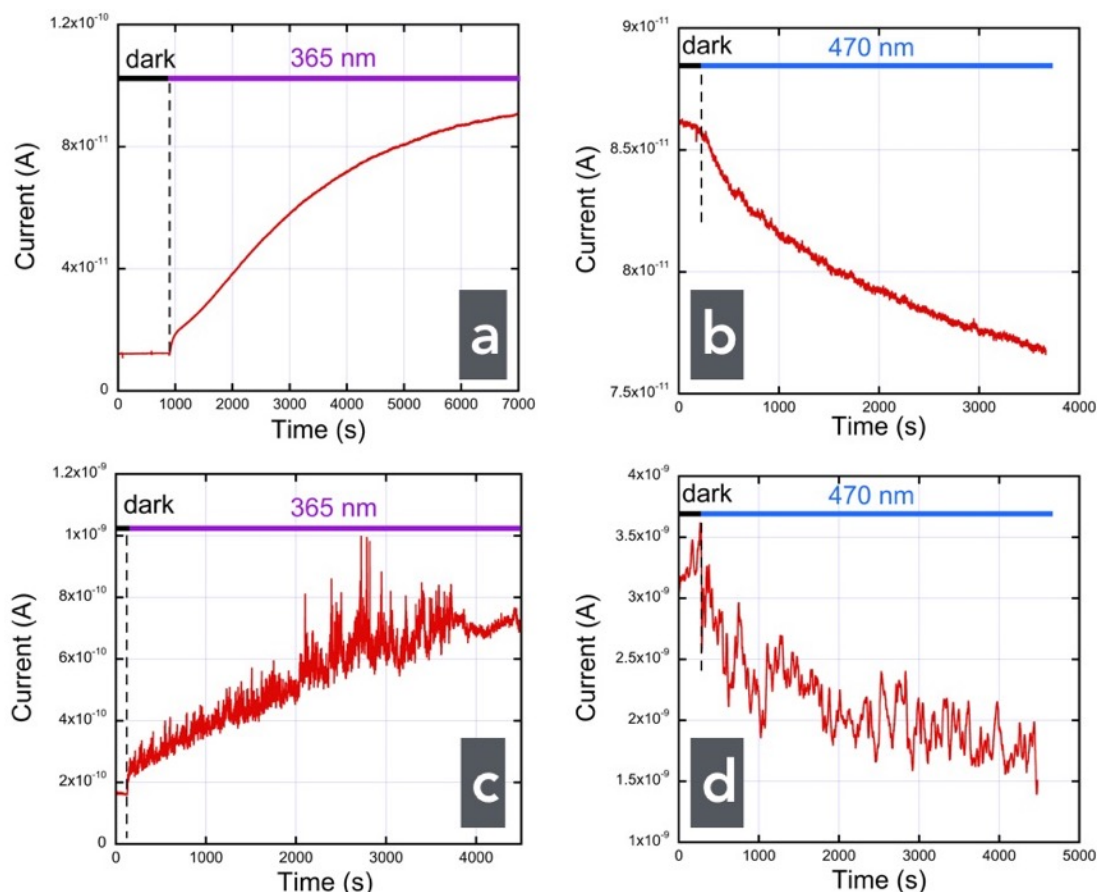 1.2x10⁻¹⁰
dark
365 nm
8x10⁻¹¹
4x10⁻¹¹
0
Current (A)
a
0 1000 2000 3000 4000 5000 6000 7000
Time (s)
9x10⁻¹¹
dark
470 nm
8.5x10⁻¹¹
8x10⁻¹¹
7.5x10⁻¹¹
Current (A)
b
0 1000 2000 3000 4000
Time (s)
1.2x10⁻⁹
dark
365 nm
1x10⁻⁹
8x10⁻¹⁰
6x10⁻¹⁰
4x10⁻¹⁰
2x10⁻¹⁰
0
Current (A)
c
0 1000 2000 3000 4000
Time (s)
4x10⁻⁹
dark
470 nm
3.5x10⁻⁹
3x10⁻⁹
2.5x10⁻⁹
2x10⁻⁹
1.5x10⁻⁹
1x10⁻⁹
Current (A)
d
0 1000 2000 3000 4000 5000
Time (s)